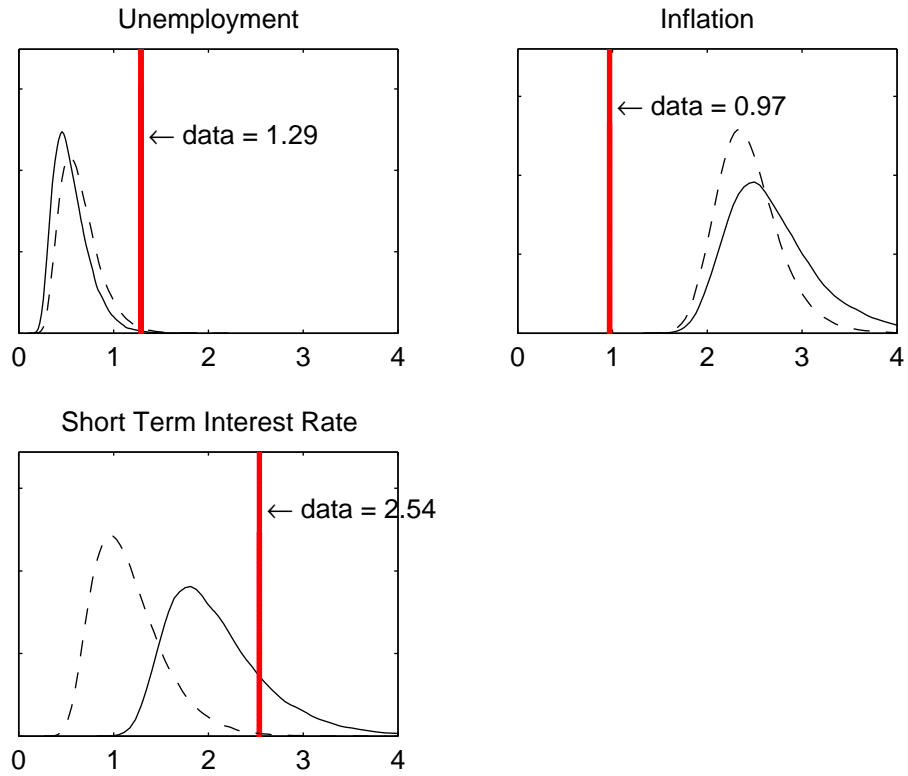 Unemployment
← data = 1.29
0 1 2 3 4
Inflation
← data = 0.97
0 1 2 3 4
Short Term Interest Rate
← data = 2.54
0 1 2 3 4